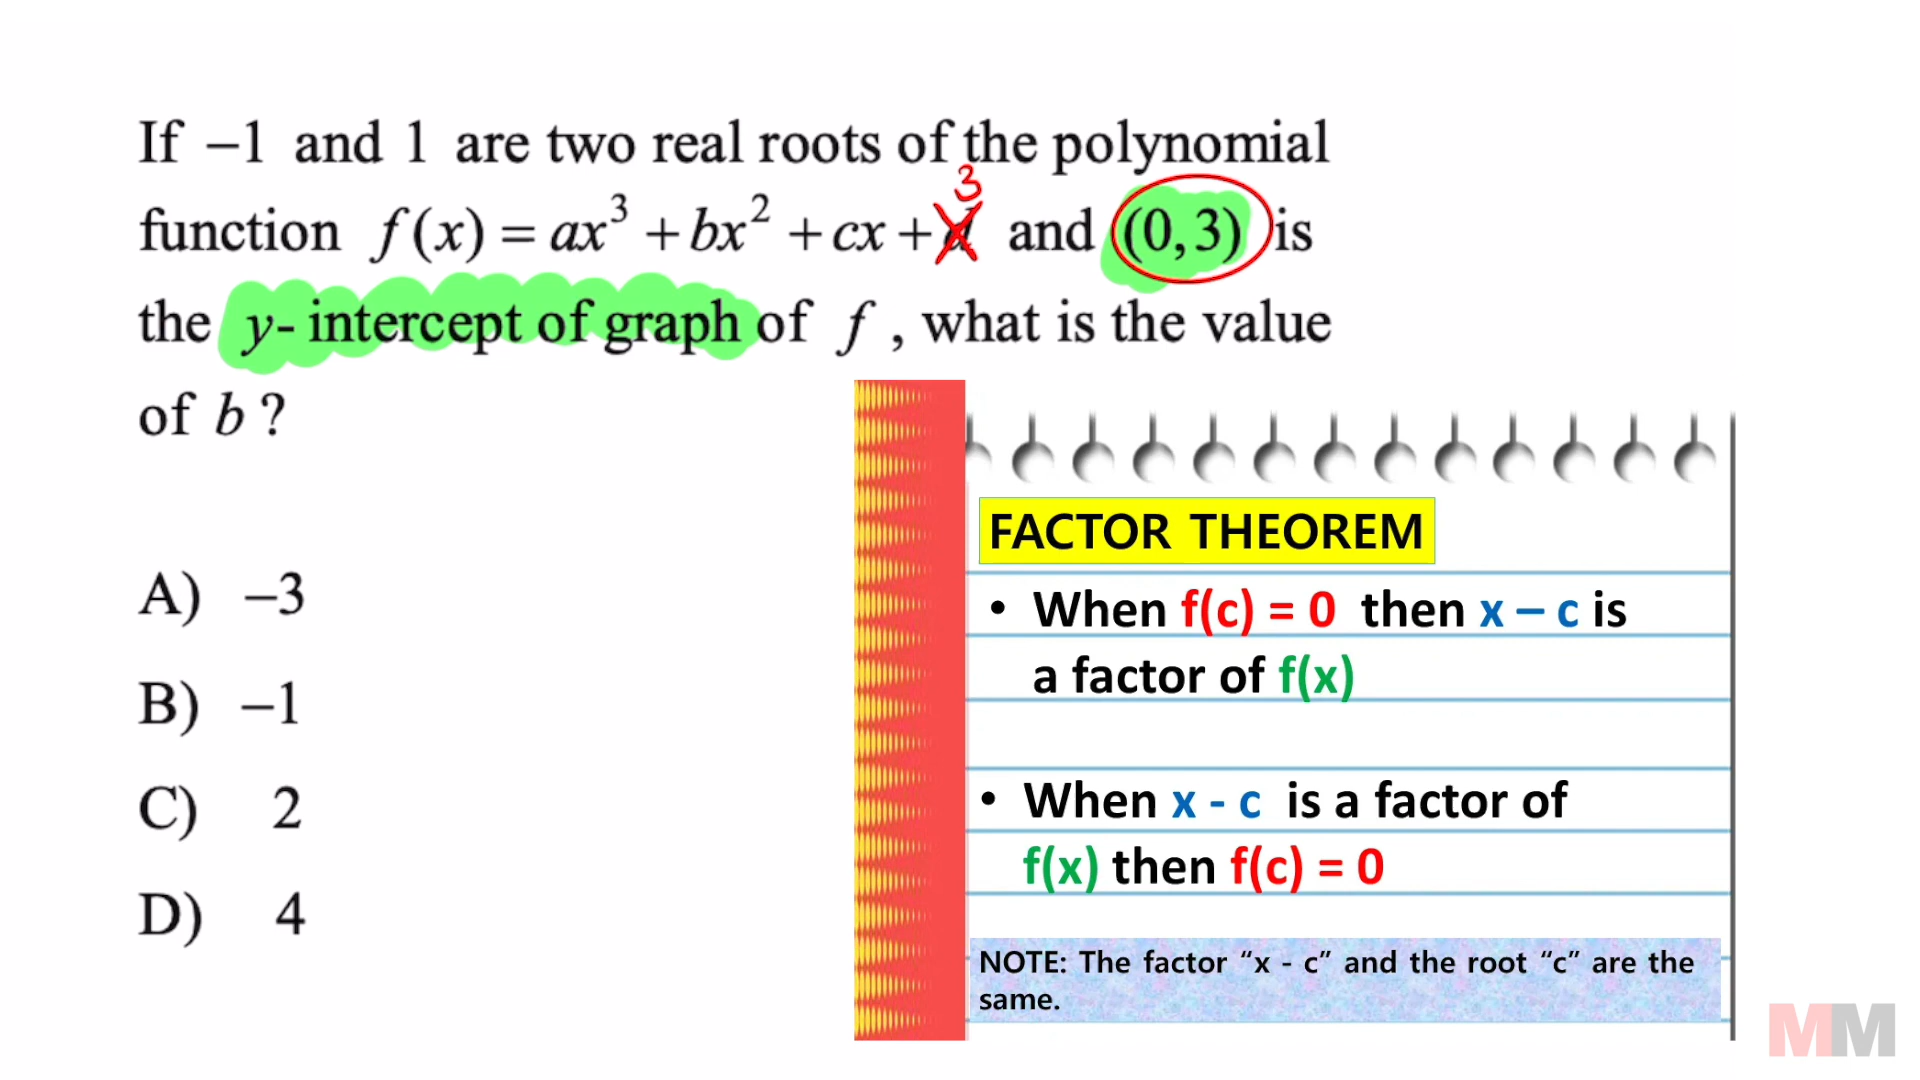 If −1 and 1 are two real roots of the polynomial
3
function f(x) = ax³ + bx² + cx + d and (0,3) is
the y- intercept of graph of f , what is the value
of b ?
A) −3
B) −1
C) 2
D) 4
FACTOR THEOREM
• When f(c) = 0 then x – c is
a factor of f(x)
• When x - c is a factor of
f(x) then f(c) = 0
NOTE: The factor “x - c” and the root “c” are the
same.
MM